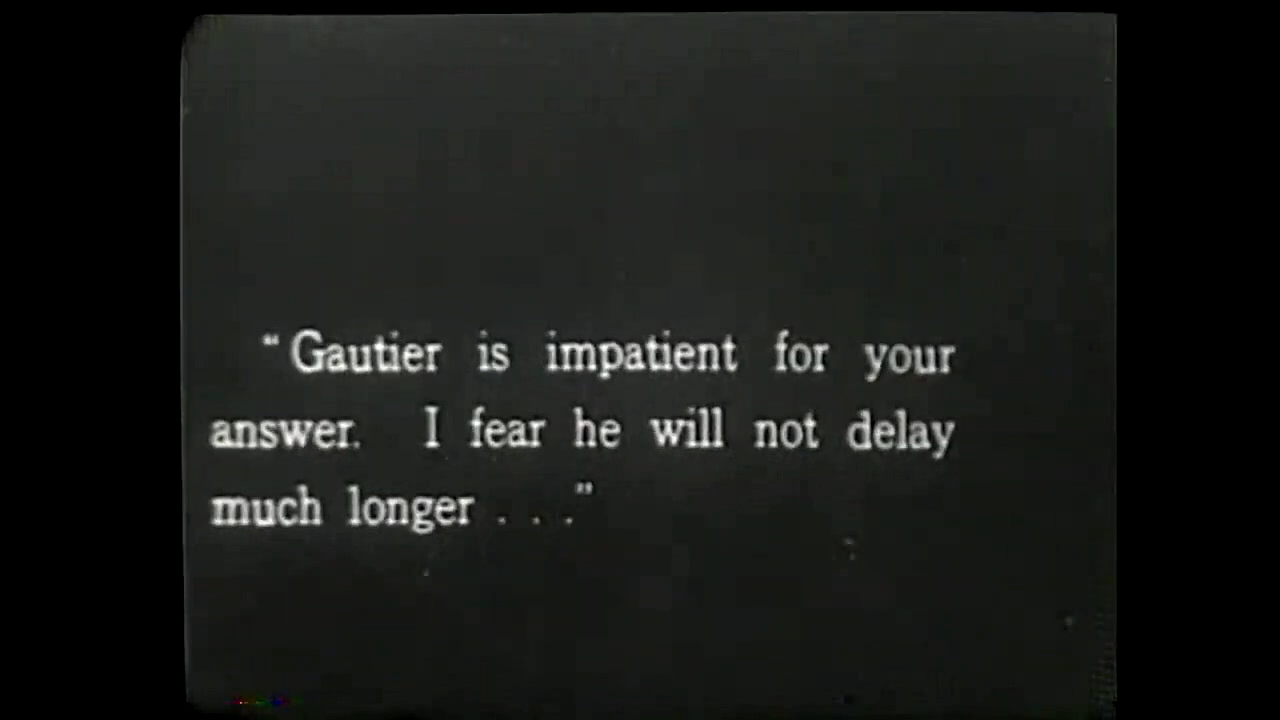 “Gautier is impatient for your
answer. I fear he will not delay
much longer . . .”